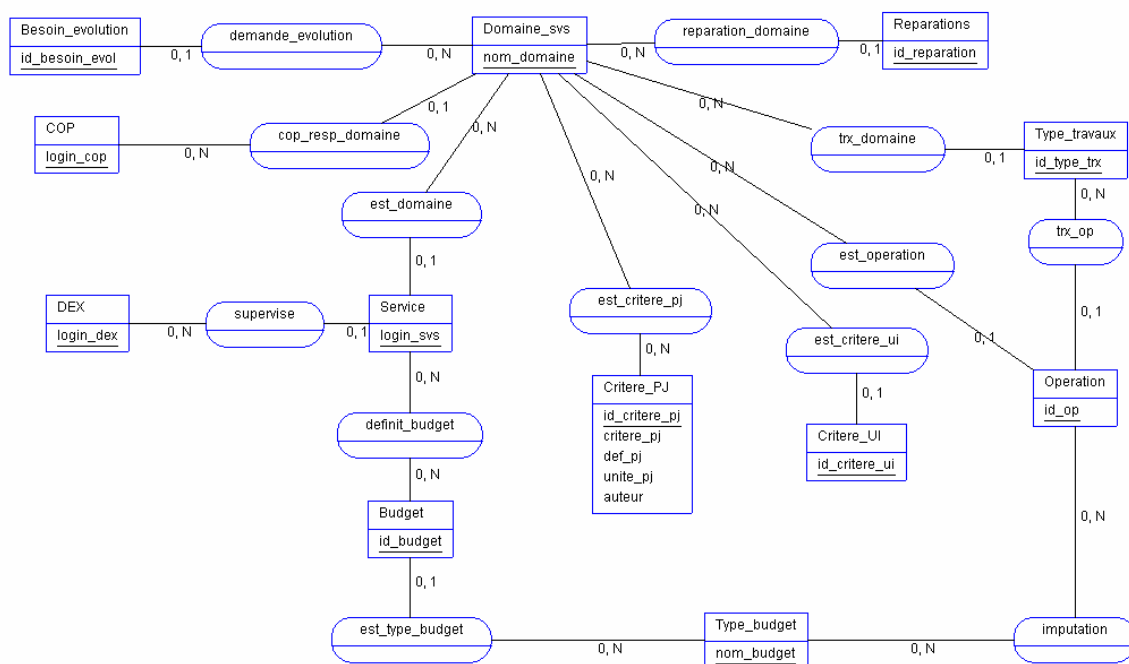 Besoin_evolution
id_besoin_evol
0, 1
demande_evolution
0, N
Domaine_svs
nom_domaine
0, N
reparation_domaine
0, 1
Reparations
id_reparation
COP
login_cop
0, N
cop_resp_domaine
0, 1
0, N
0, N
trx_domaine
0, 1
Type_travaux
id_type_trx
0, N
trx_op
0, 1
est_domaine
0, 1
0, N
0, N
0, N
est_operation
0, 1
DEX
login_dex
0, N
supervise
0, 1
Service
login_svs
est_critere_pj
0, N
est_critere_ui
0, 1
0, N
definit_budget
0, N
Critere_PJ
id_critere_pj
critere_pj
def_pj
unite_pj
auteur
Critere_UI
id_critere_ui
Operation
id_op
0, N
Budget
id_budget
0, 1
est_type_budget
0, N
Type_budget
nom_budget
0, N
imputation